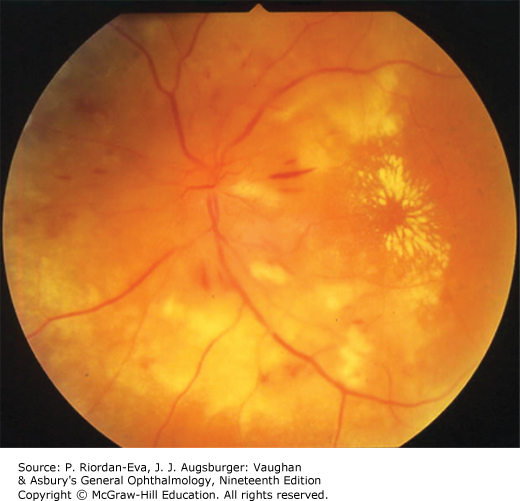 Source: P. Riordan-Eva, J. J. Augsburger: Vaughan
& Asbury's General Ophthalmology, Nineteenth Edition
Copyright © McGraw-Hill Education. All rights reserved.